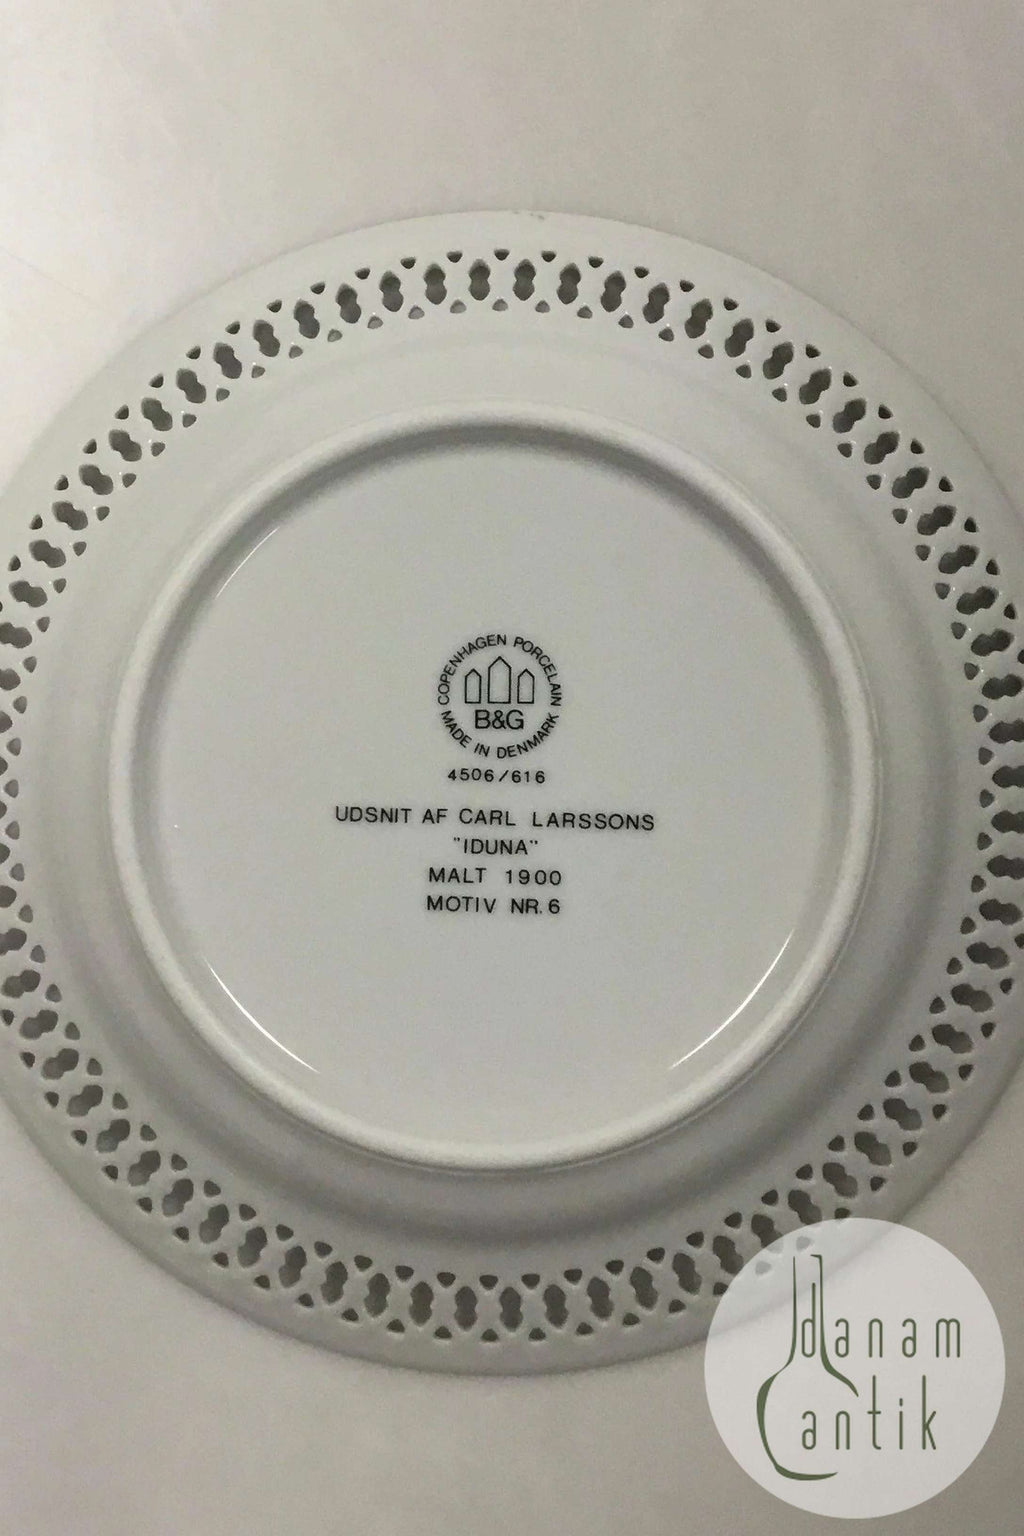 COPENHAGEN PORCELAIN
B&G
MADE IN DENMARK
4506/616
UDSNIT AF CARL LARSSONS
"IDUNA"
MALT 1900
MOTIV NR. 6
danam
antik